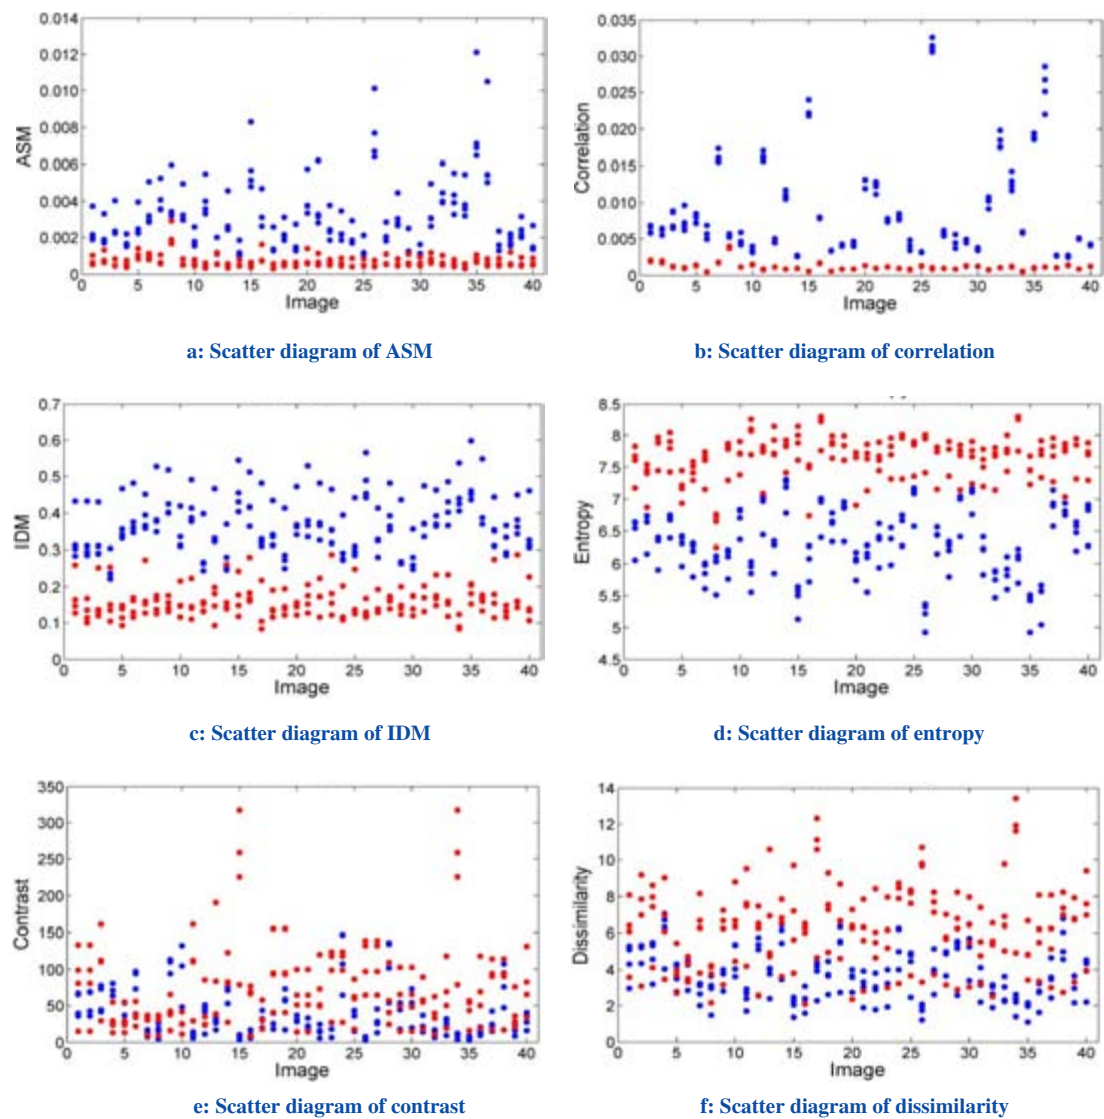 0.014
0.012
0.010
0.008
0.006
0.004
0.002
0
ASM
0 5 10 15 20 25 30 35 40
Image
a: Scatter diagram of ASM
0.035
0.030
0.025
0.020
0.015
0.010
0.005
0
Correlation
0 5 10 15 20 25 30 35 40
Image
b: Scatter diagram of correlation
0.7
0.6
0.5
0.4
0.3
0.2
0.1
0
IDM
0 5 10 15 20 25 30 35 40
Image
c: Scatter diagram of IDM
8.5
8
7.5
7
6.5
6
5.5
5
4.5
Entropy
0 5 10 15 20 25 30 35 40
Image
d: Scatter diagram of entropy
350
300
250
200
150
100
50
0
Contrast
0 5 10 15 20 25 30 35 40
Image
e: Scatter diagram of contrast
14
12
10
8
6
4
2
0
Dissimilarity
0 5 10 15 20 25 30 35 40
Image
f: Scatter diagram of dissimilarity